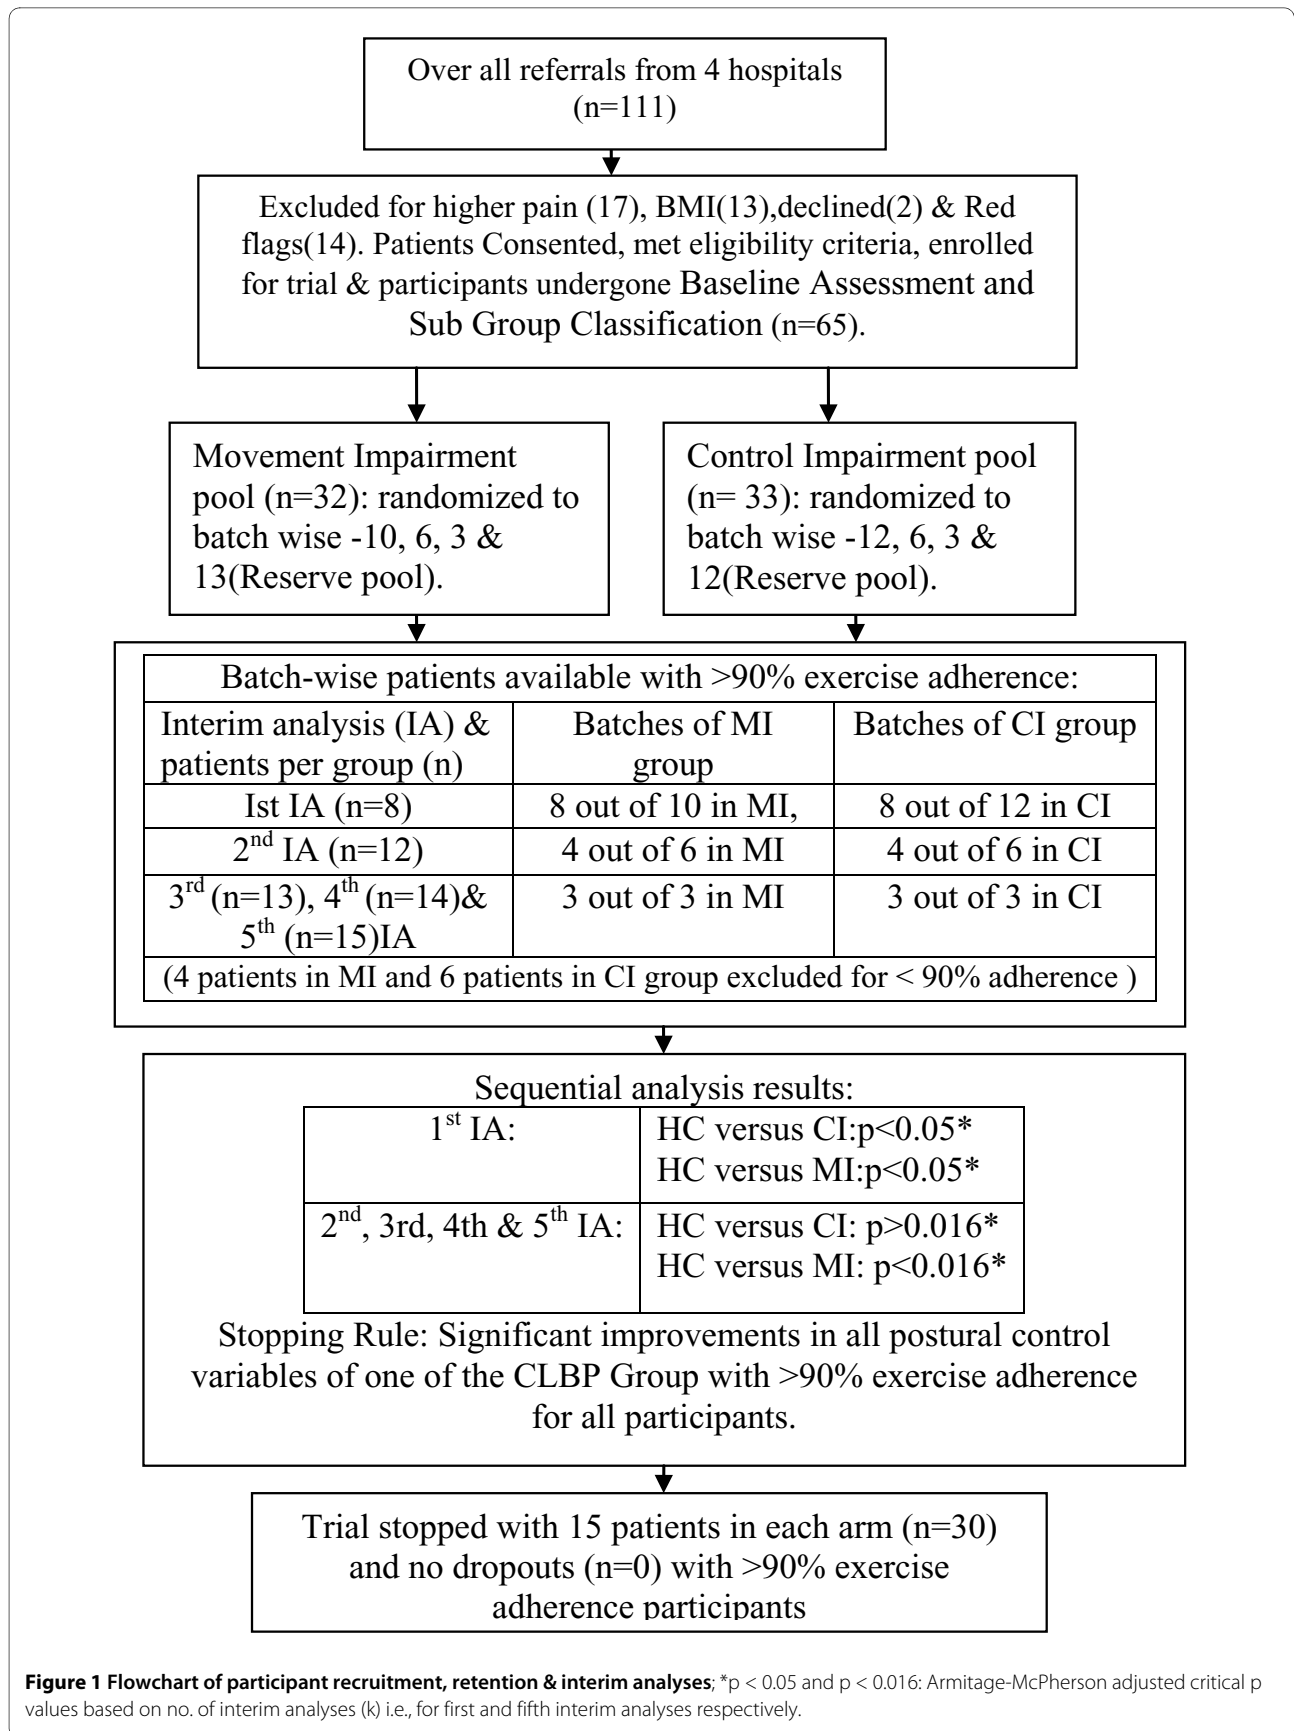 Over all referrals from 4 hospitals
(n=111)
Excluded for higher pain (17), BMI(13),declined(2) & Red
flags(14). Patients Consented, met eligibility criteria, enrolled
for trial & participants undergone Baseline Assessment and
Sub Group Classification (n=65).
Movement Impairment
pool (n=32): randomized to
batch wise -10, 6, 3 &
13(Reserve pool).
Control Impairment pool
(n= 33): randomized to
batch wise -12, 6, 3 &
12(Reserve pool).
Batch-wise patients available with >90% exercise adherence:
Interim analysis (IA) &
patients per group (n)
Batches of MI
group
Batches of CI group
Ist IA (n=8)
8 out of 10 in MI,
8 out of 12 in CI
2nd IA (n=12)
4 out of 6 in MI
4 out of 6 in CI
3rd (n=13), 4th (n=14)&
5th (n=15)IA
3 out of 3 in MI
3 out of 3 in CI
(4 patients in MI and 6 patients in CI group excluded for < 90% adherence )
Sequential analysis results:
1st IA:
HC versus CI:p<0.05*
HC versus MI:p<0.05*
2nd, 3rd, 4th & 5th IA:
HC versus CI: p>0.016*
HC versus MI: p<0.016*
Stopping Rule: Significant improvements in all postural control
variables of one of the CLBP Group with >90% exercise adherence
for all participants.
Trial stopped with 15 patients in each arm (n=30)
and no dropouts (n=0) with >90% exercise
adherence participants
Figure 1 Flowchart of participant recruitment, retention & interim analyses; *p < 0.05 and p < 0.016: Armitage-McPherson adjusted critical p
values based on no. of interim analyses (k) i.e., for first and fifth interim analyses respectively.